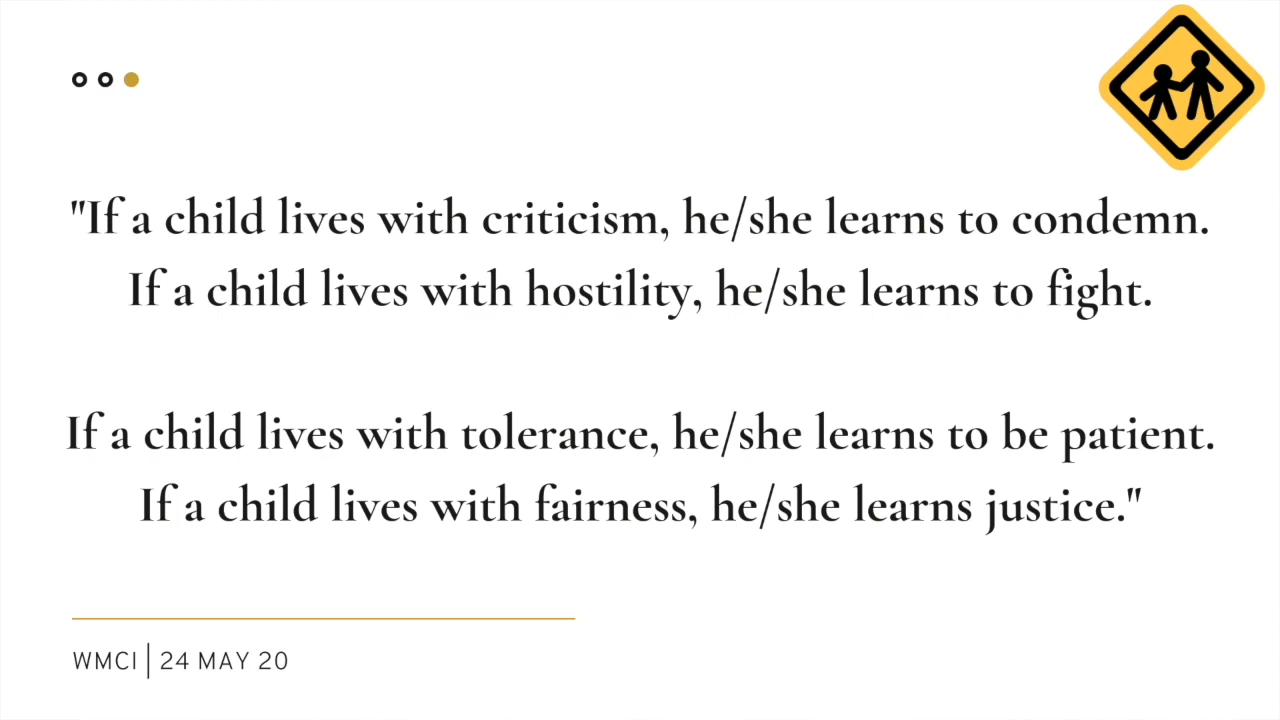 "If a child lives with criticism, he/she learns to condemn.
If a child lives with hostility, he/she learns to fight.
If a child lives with tolerance, he/she learns to be patient.
If a child lives with fairness, he/she learns justice."
WMCI | 24 MAY 20